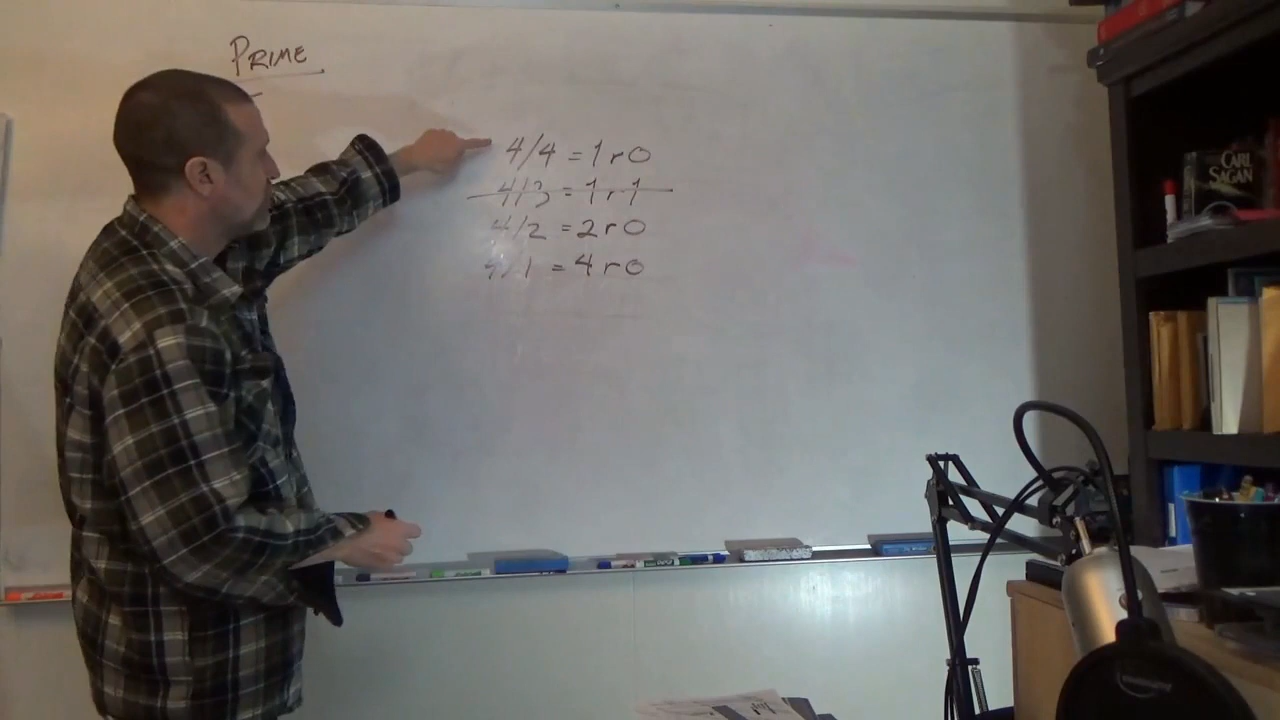 PRIME
4/4 = 1 r 0
4/3 = 1 r 1
4/2 = 2 r 0
4/1 = 4 r 0
CARL
SAGAN